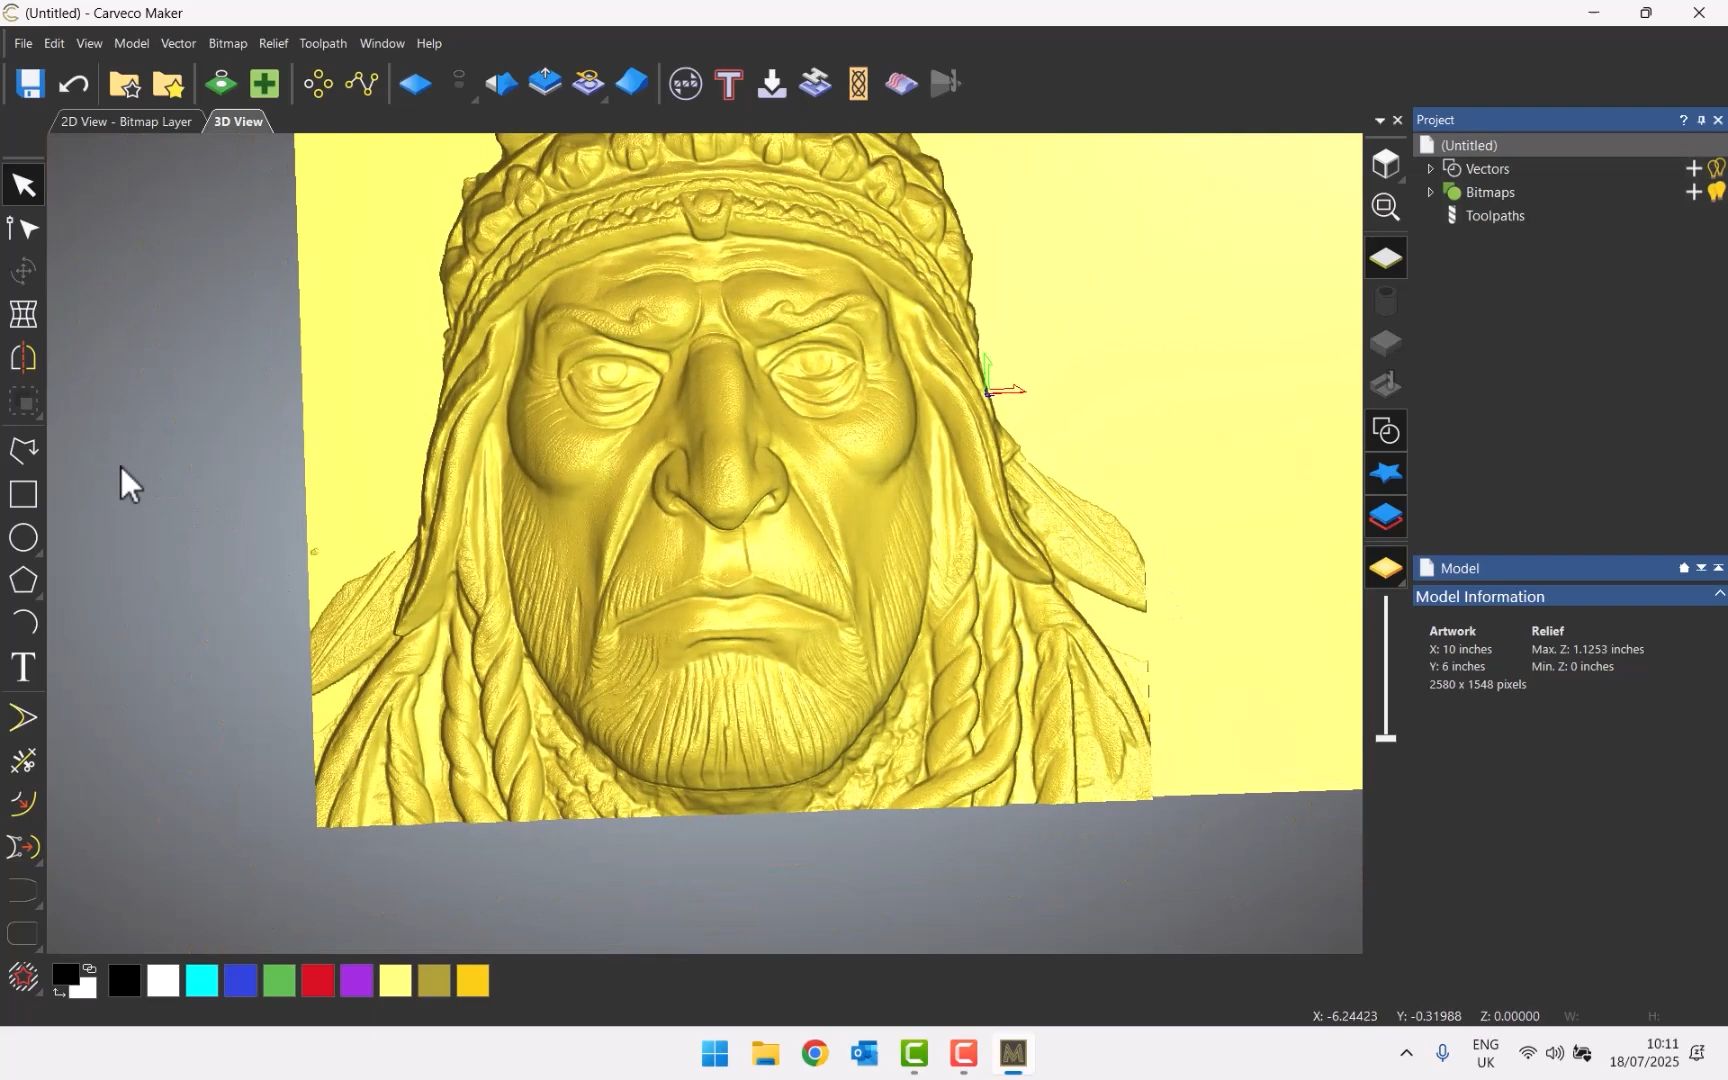 (Untitled) - Carveco Maker
File Edit View Model Vector Bitmap Relief Toolpath Window Help
2D View - Bitmap Layer 3D View
Project
(Untitled)
Vectors
Bitmaps
Toolpaths
Model
Model Information
Artwork Relief
X: 10 inches Max. Z: 1.1253 inches
Y: 6 inches Min. Z: 0 inches
2580 x 1548 pixels
X: -6.24423 Y: -0.31988 Z: 0.00000 W: H:
ENG
UK
10:11
18/07/2025